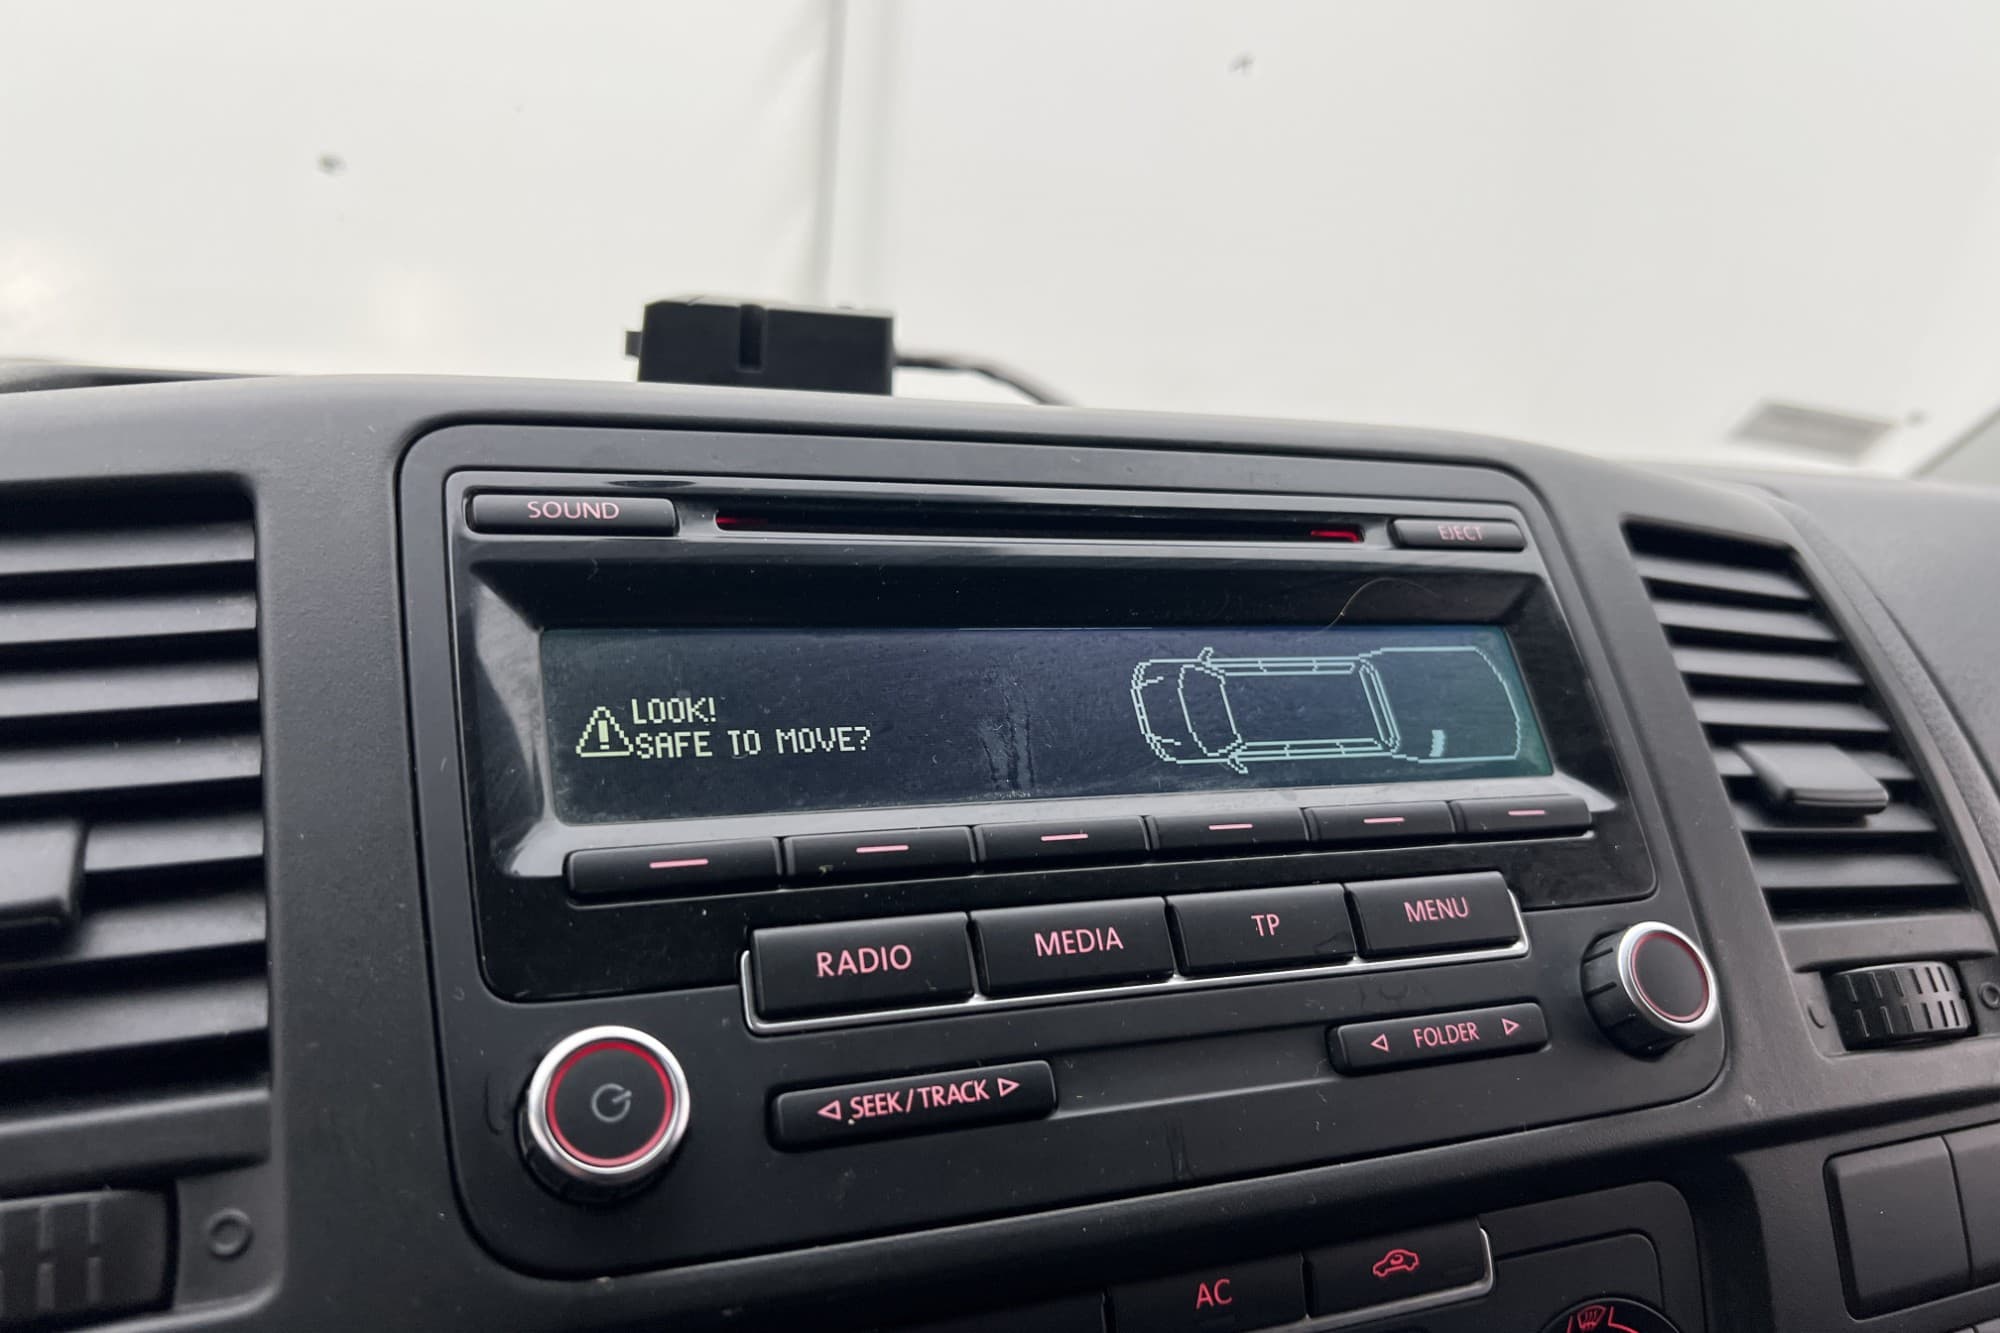 SOUND
EJECT
LOOK!
SAFE TO MOVE?
RADIO
MEDIA
TP
MENU
FOLDER
SEEK/TRACK
AC